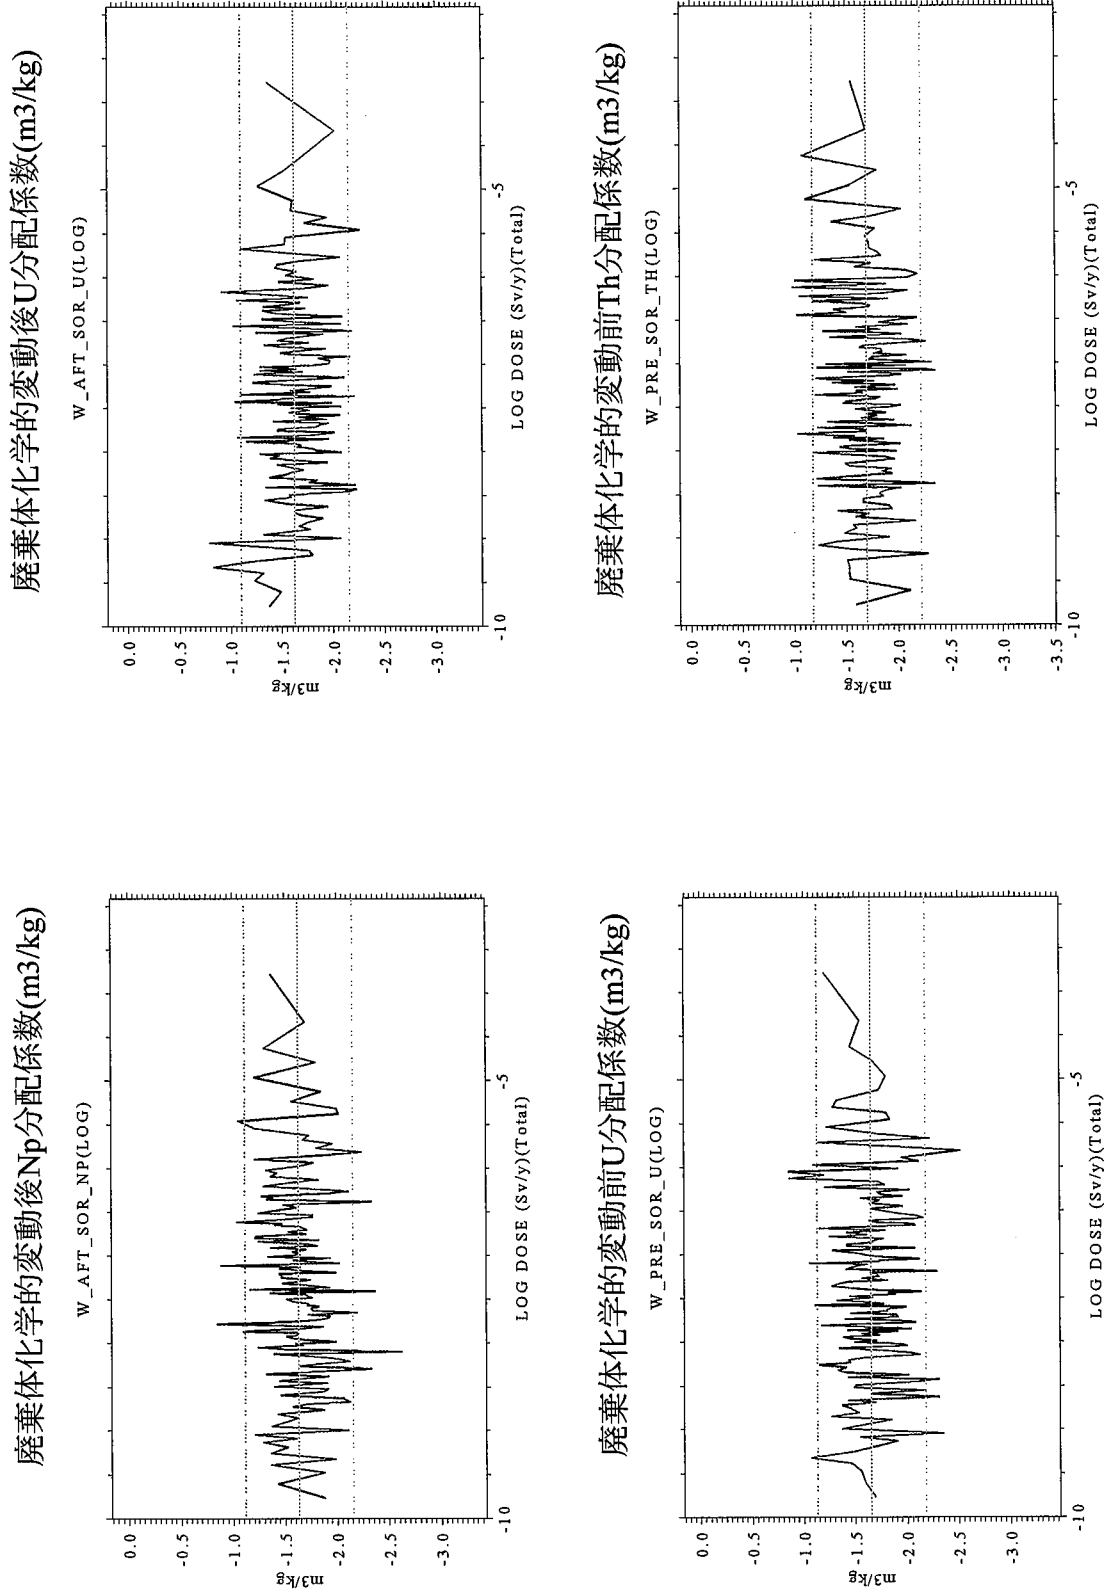 廃棄体化学的変動後Np分配係数(m3/kg)
W_AFT_SOR_NP(LOG)
0.0
-0.5
-1.0
-1.5
-2.0
-2.5
-3.0
m3/kg
-10
-5
LOG DOSE (Sv/y)(Total)
廃棄体化学的変動後U分配係数(m3/kg)
W_AFT_SOR_U(LOG)
0.0
-0.5
-1.0
-1.5
-2.0
-2.5
-3.0
m3/kg
-10
-5
LOG DOSE (Sv/y)(Total)
廃棄体化学的変動前U分配係数(m3/kg)
W_PRE_SOR_U(LOG)
0.0
-0.5
-1.0
-1.5
-2.0
-2.5
-3.0
m3/kg
-10
-5
LOG DOSE (Sv/y)(Total)
廃棄体化学的変動前Th分配係数(m3/kg)
W_PRE_SOR_TH(LOG)
0.0
-0.5
-1.0
-1.5
-2.0
-2.5
-3.0
-3.5
m3/kg
-10
-5
LOG DOSE (Sv/y)(Total)